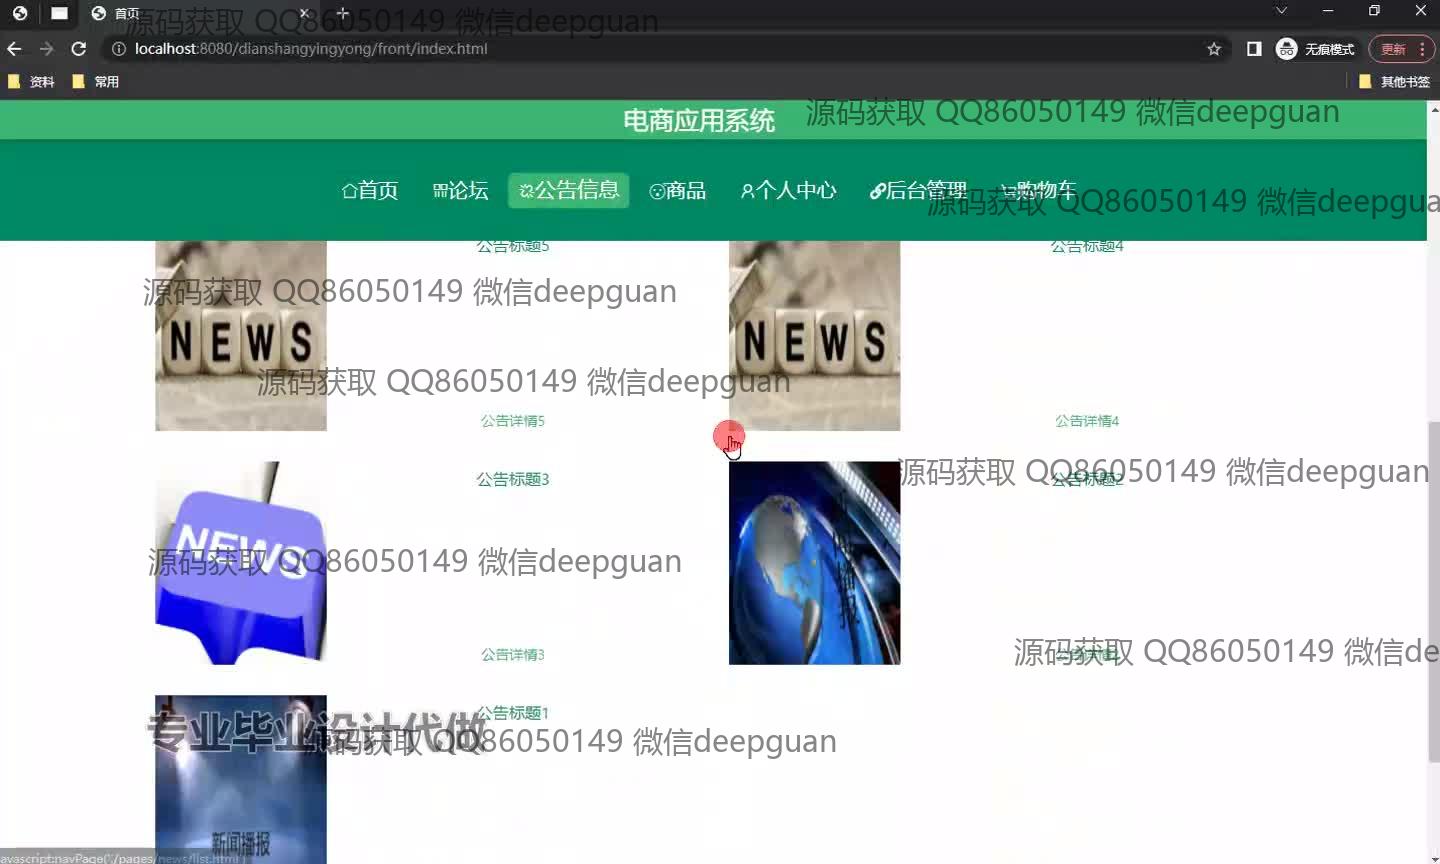 首页
源码获取 QQ86050149 微信deepguan
localhost:8080/dianshangyingyong/front/index.html
无痕模式
更新
资料
常用
其他书签
电商应用系统
源码获取 QQ86050149 微信deepguan
首页
论坛
公告信息
商品
个人中心
后台管理
购物车
源码获取 QQ86050149 微信deepgua
公告标题5
公告标题4
NEWS
NEWS
源码获取 QQ86050149 微信deepguan
源码获取 QQ86050149 微信deepguan
公告详情5
公告详情4
公告标题3
公告标题2
源码获取 QQ86050149 微信deepguan
NEWS
源码获取 QQ86050149 微信deepguan
公告详情3
公告详情2
源码获取 QQ86050149 微信de
公告标题1
专业毕业设计代做
源码获取 QQ86050149 微信deepguan
新闻播报
avascript:navPage('./pages/news/list.html')